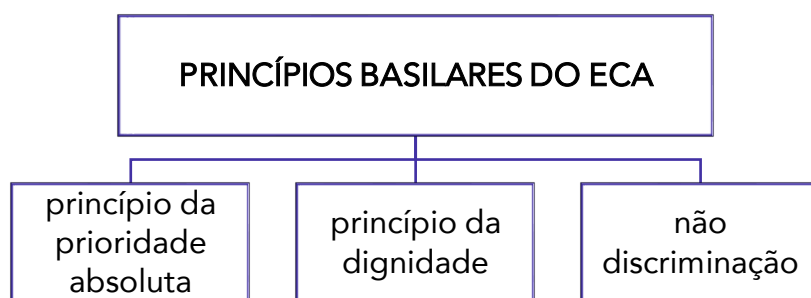 PRINCÍPIOS BASILARES DO ECA
princípio da
prioridade
absoluta
princípio da
dignidade
não
discriminação